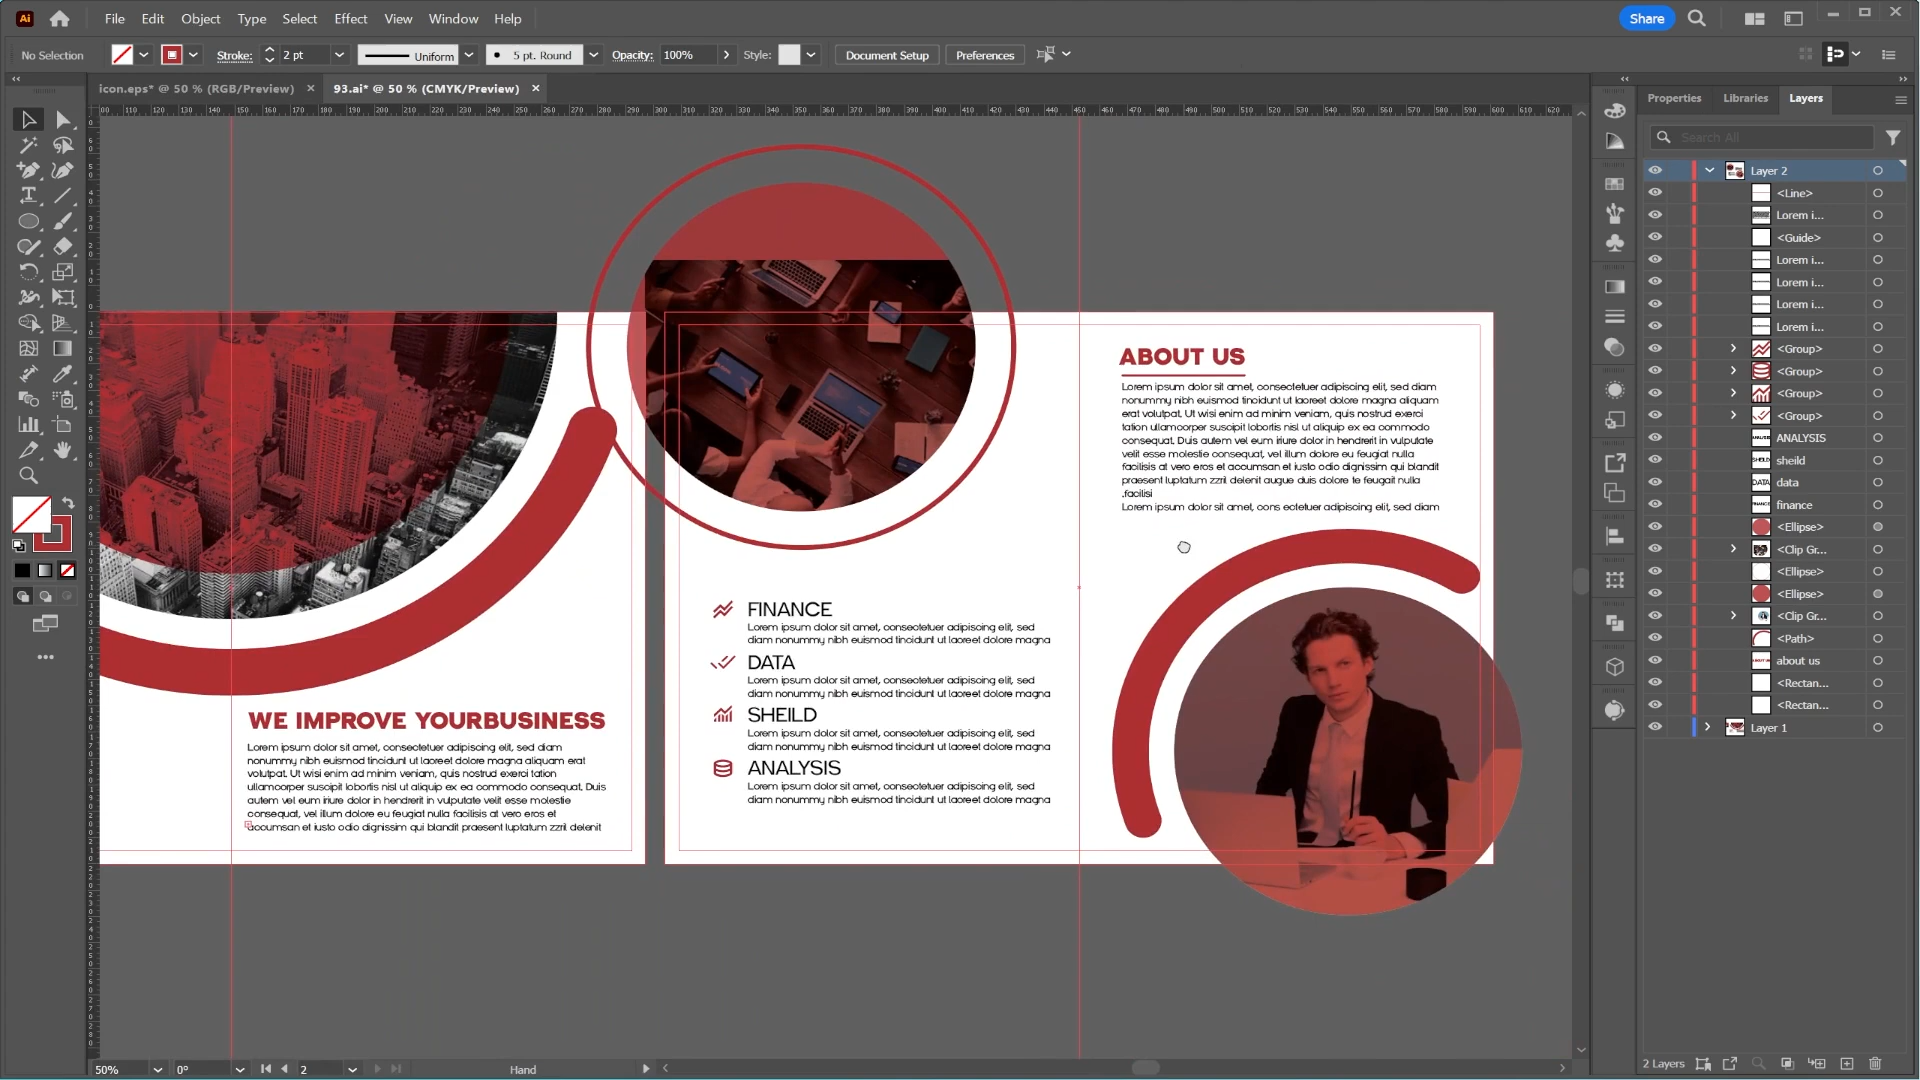 File Edit Object Type Select Effect View Window Help
Share
No Selection
Stroke: 2 pt
Uniform
5 pt. Round
Opacity: 100%
Style:
Document Setup
Preferences
icon.eps* @ 50 % (RGB/Preview)
93.ai* @ 50 % (CMYK/Preview)
WE IMPROVE YOURBUSINESS
Lorem ipsum dolor sit amet, consectetuer adipiscing elit, sed diam
nonummy nibh euismod tincidunt ut laoreet dolore magna aliquam erat
volutpat. Ut wisi enim ad minim veniam, quis nostrud exerci tation
ullamcorper suscipit lobortis nisl ut aliquip ex ea commodo consequat. Duis
autem vel eum iriure dolor in hendrerit in vulputate velit esse molestie
consequat, vel illum dolore eu feugiat nulla facilisis at vero eros et
accumsan et iusto odio dignissim qui blandit praesent luptatum zzril delenit
FINANCE
Lorem ipsum dolor sit amet, consectetuer adipiscing elit, sed
diam nonummy nibh euismod tincidunt ut laoreet dolore magna
DATA
Lorem ipsum dolor sit amet, consectetuer adipiscing elit, sed
diam nonummy nibh euismod tincidunt ut laoreet dolore magna
SHEILD
Lorem ipsum dolor sit amet, consectetuer adipiscing elit, sed
diam nonummy nibh euismod tincidunt ut laoreet dolore magna
ANALYSIS
Lorem ipsum dolor sit amet, consectetuer adipiscing elit, sed
diam nonummy nibh euismod tincidunt ut laoreet dolore magna
ABOUT US
Lorem ipsum dolor sit amet, consectetuer adipiscing elit, sed diam
nonummy nibh euismod tincidunt ut laoreet dolore magna aliquam
erat volutpat. Ut wisi enim ad minim veniam, quis nostrud exerci
tation ullamcorper suscipit lobortis nisl ut aliquip ex ea commodo
consequat. Duis autem vel eum iriure dolor in hendrerit in vulputate
velit esse molestie consequat, vel illum dolore eu feugiat nulla
facilisis at vero eros et accumsan et iusto odio dignissim qui blandit
praesent luptatum zzril delenit augue duis dolore te feugait nulla
.facilisi
Lorem ipsum dolor sit amet, cons ectetuer adipiscing elit, sed diam
Properties Libraries Layers
Search All
Layer 2
<Line>
Lorem i...
<Guide>
Lorem i...
Lorem i...
Lorem i...
Lorem i...
<Group>
<Group>
<Group>
<Group>
ANALYSIS
sheild
data
finance
<Ellipse>
<Clip Gr...
<Ellipse>
<Ellipse>
<Clip Gr...
<Path>
about us
<Rectan...
<Rectan...
Layer 1
2 Layers
50%
0°
2
Hand